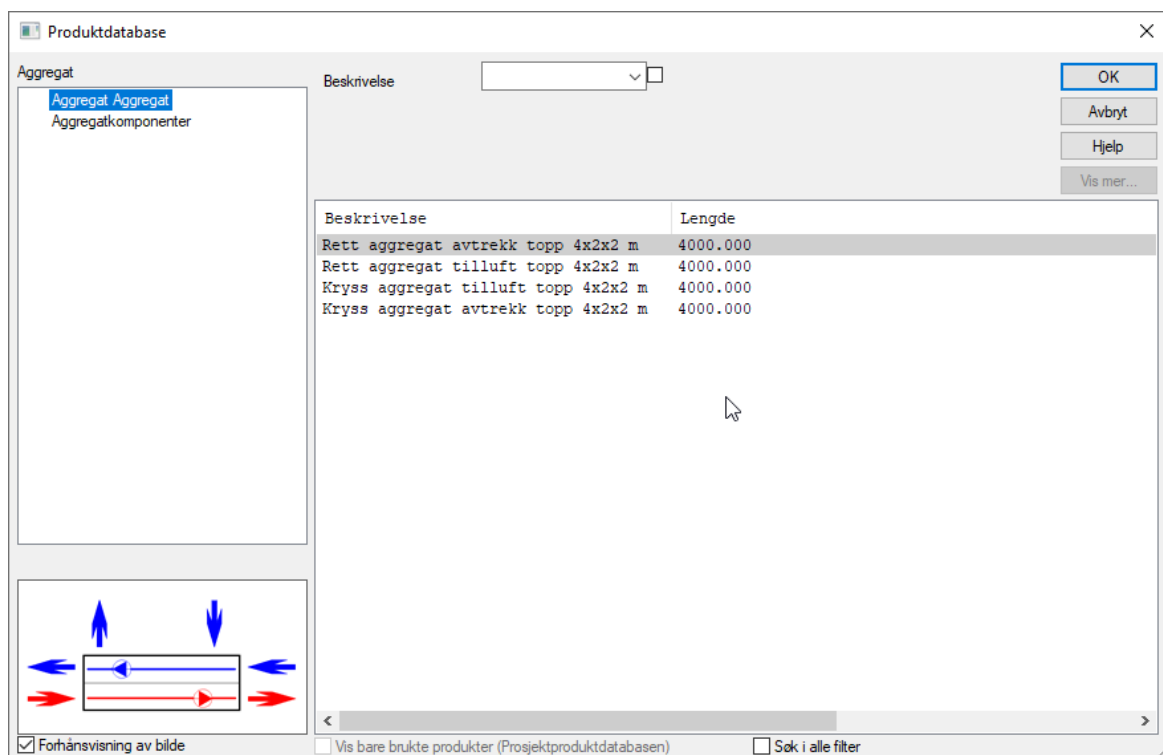 Produktdatabase
Aggregat
Aggregat Aggregat
Aggregatkomponenter
Beskrivelse
OK
Avbryt
Hjelp
Vis mer...
Beskrivelse Lengde
Rett aggregat avtrekk topp 4x2x2 m 4000.000
Rett aggregat tilluft topp 4x2x2 m 4000.000
Kryss aggregat tilluft topp 4x2x2 m 4000.000
Kryss aggregat avtrekk topp 4x2x2 m 4000.000
Forhånsvisning av bilde
Vis bare brukte produkter (Prosjektproduktdatabasen)
Søk i alle filter